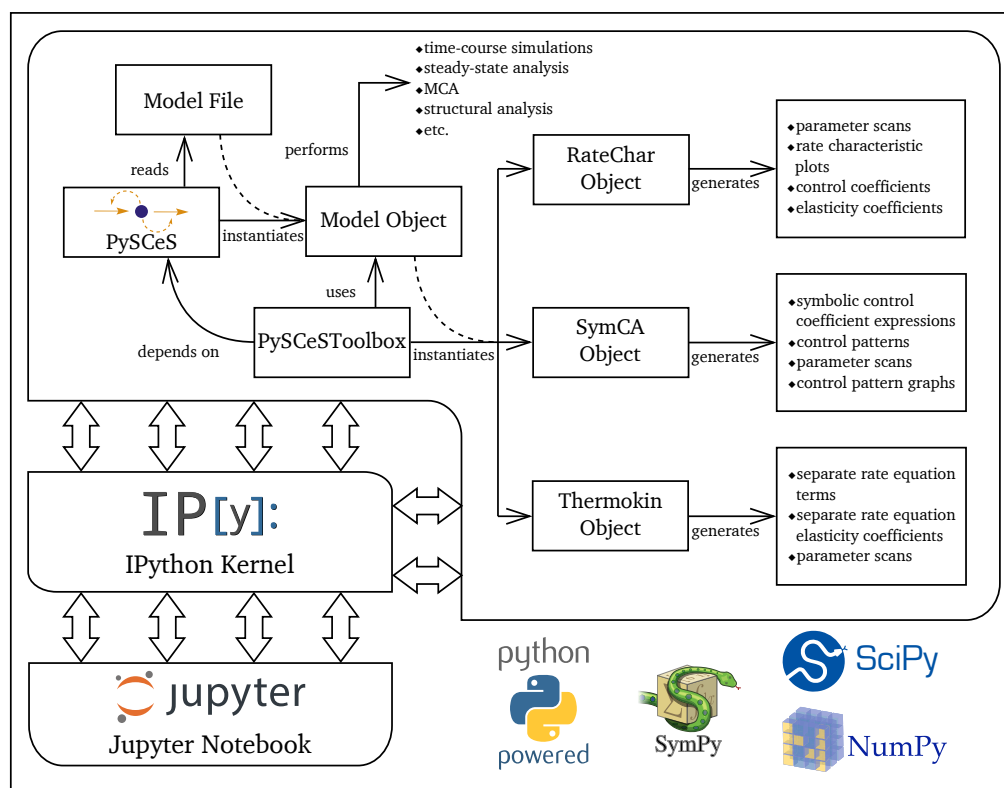 ◆time-course simulations
◆steady-state analysis
◆MCA
◆structural analysis
◆etc.
Model File
performs
reads
PySCeS
instantiates
Model Object
uses
depends on
PySCeSToolbox
instantiates
RateChar
Object
generates
◆parameter scans
◆rate characteristic
plots
◆control coefficients
◆elasticity coefficients
SymCA
Object
generates
◆symbolic control
coefficient expressions
◆control patterns
◆parameter scans
◆control pattern graphs
Thermokin
Object
generates
◆separate rate equation
terms
◆separate rate equation
elasticity coefficients
◆parameter scans
IP[y]:
IPython Kernel
jupyter
Jupyter Notebook
python
powered
SymPy
SciPy
NumPy